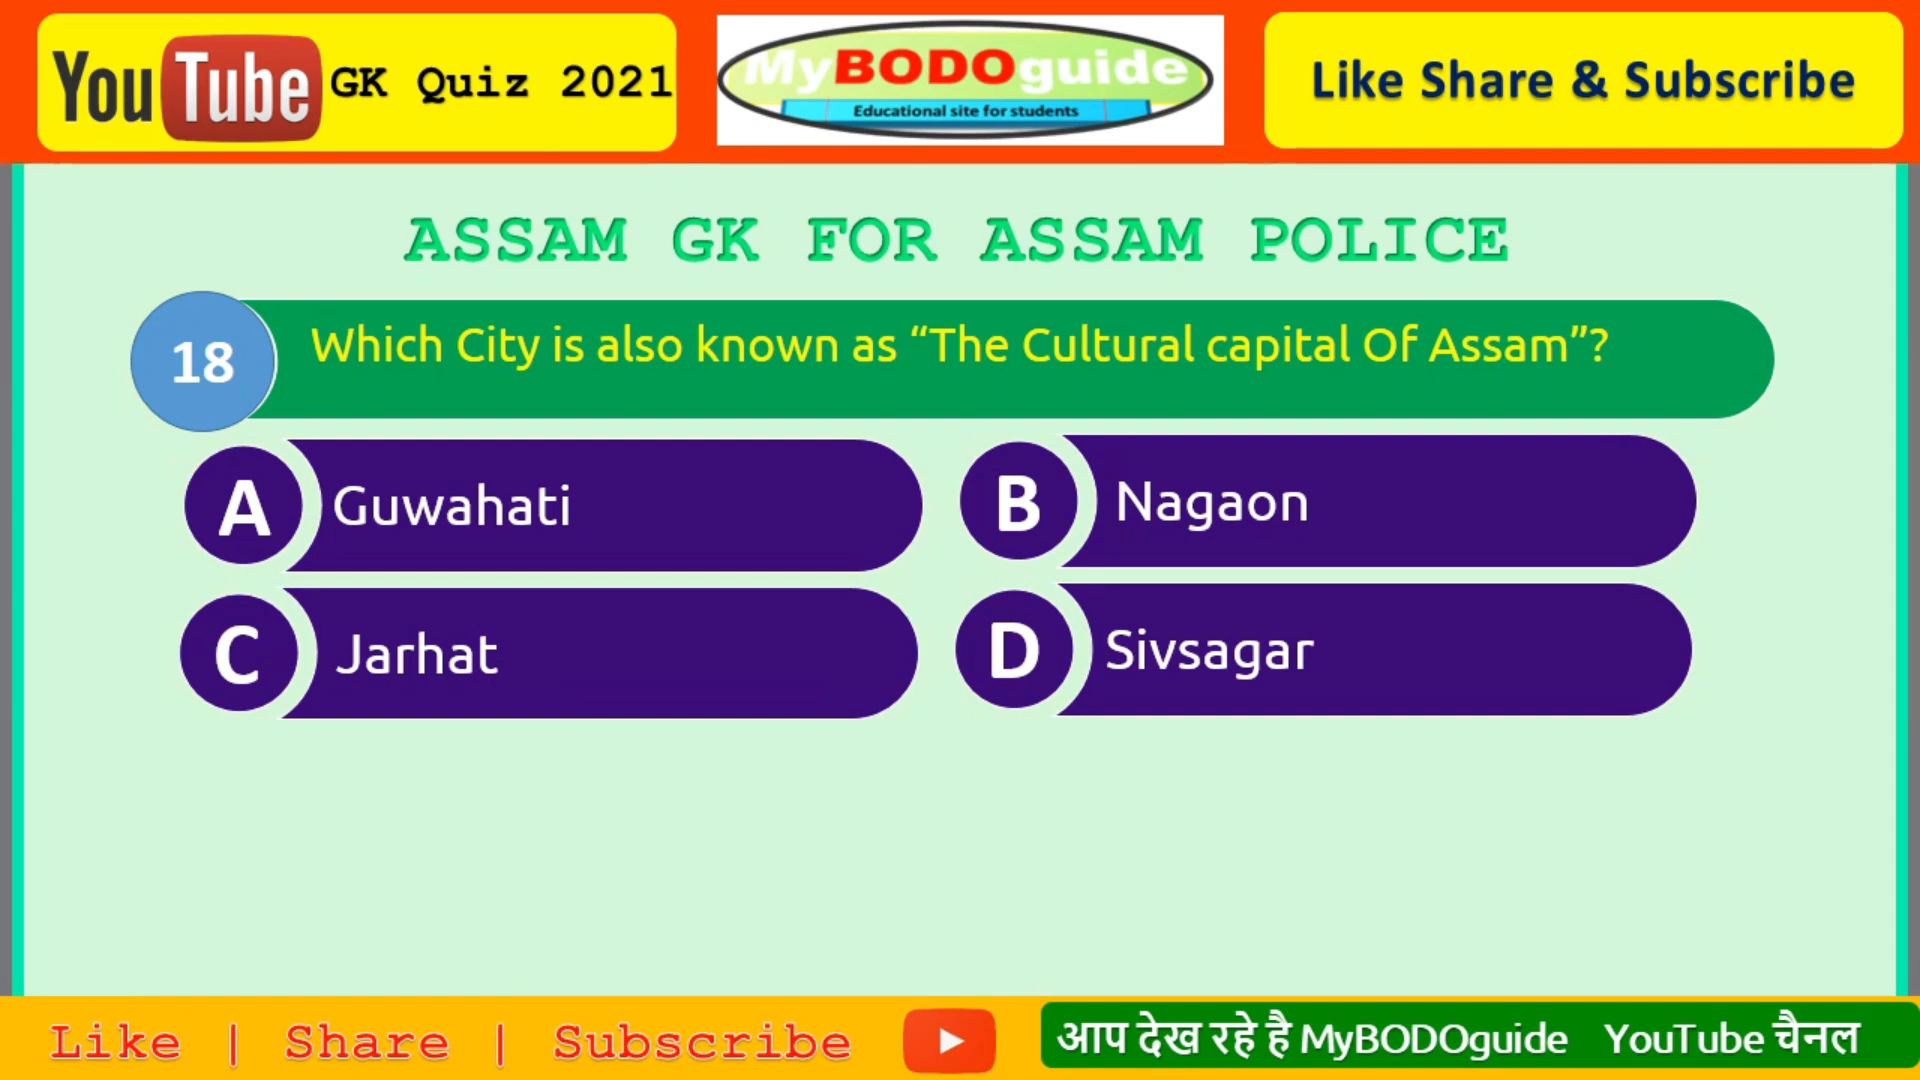 YouTube GK Quiz 2021
MyBODOguide
Educational site for students
Like Share & Subscribe
ASSAM GK FOR ASSAM POLICE
18
Which City is also known as “The Cultural capital Of Assam”?
A Guwahati
B Nagaon
C Jarhat
D Sivsagar
Like | Share | Subscribe
आप देख रहे है MyBODOguide YouTube चैनल